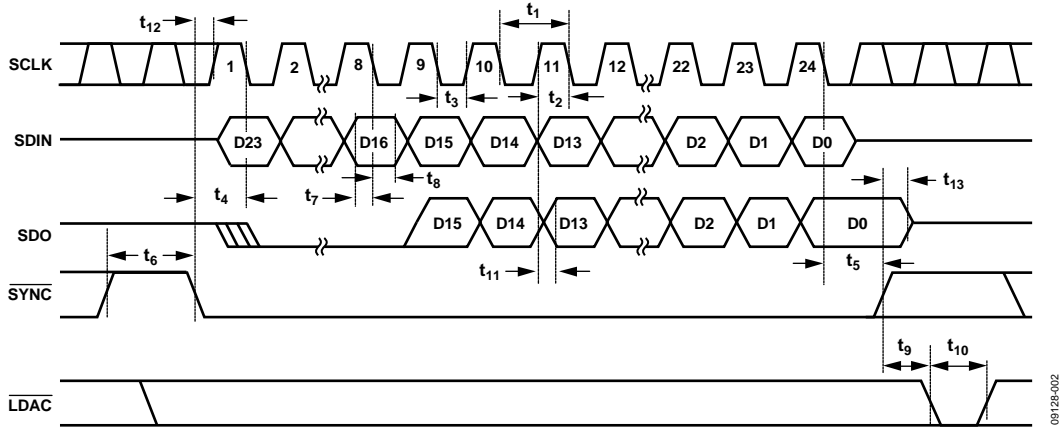 t12
t1
SCLK
1 2 8 9 10 11 12 22 23 24
t3
t2
SDIN
D23 D16 D15 D14 D13 D2 D1 D0
t4
t7
t8
t13
SDO
D15 D14 D13 D2 D1 D0
t6
t11
t5
SYNC
t9
t10
LDAC
09128-002